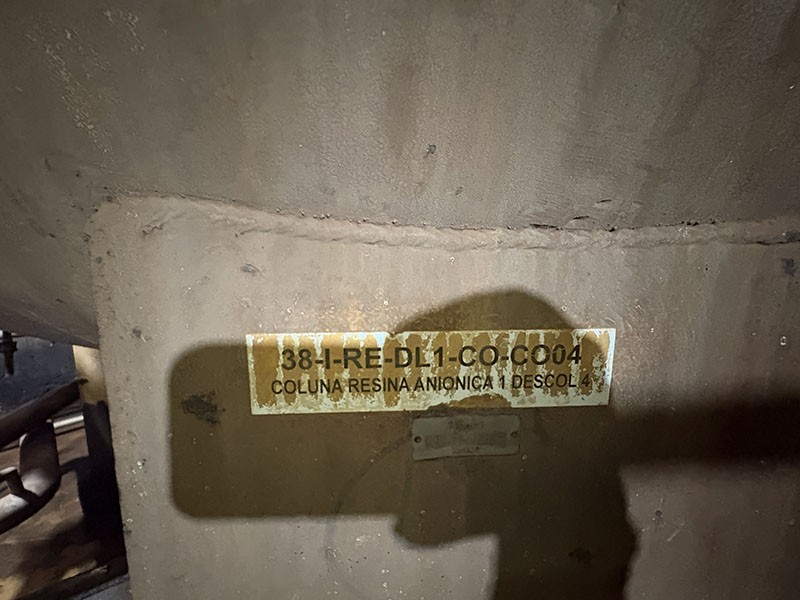 38-I-RE-DL1-CO-CO04
COLUNA RESINA ANIONICA 1 DESCOL 4